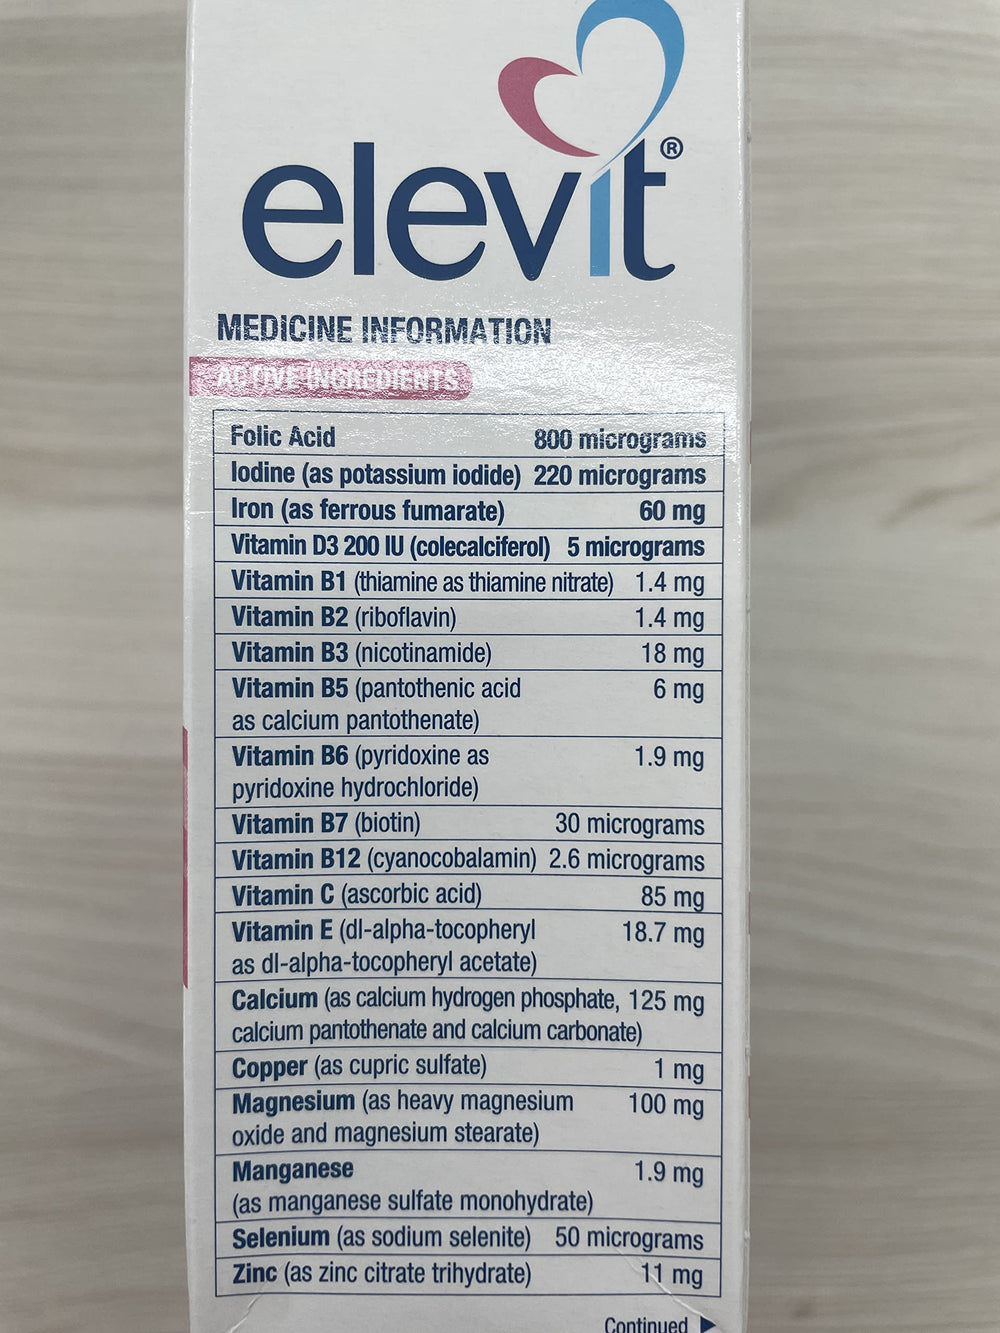 elevit®
MEDICINE INFORMATION
ACTIVE INGREDIENTS
Folic Acid 800 micrograms
Iodine (as potassium iodide) 220 micrograms
Iron (as ferrous fumarate) 60 mg
Vitamin D3 200 IU (colecalciferol) 5 micrograms
Vitamin B1 (thiamine as thiamine nitrate) 1.4 mg
Vitamin B2 (riboflavin) 1.4 mg
Vitamin B3 (nicotinamide) 18 mg
Vitamin B5 (pantothenic acid 6 mg
as calcium pantothenate)
Vitamin B6 (pyridoxine as 1.9 mg
pyridoxine hydrochloride)
Vitamin B7 (biotin) 30 micrograms
Vitamin B12 (cyanocobalamin) 2.6 micrograms
Vitamin C (ascorbic acid) 85 mg
Vitamin E (dl-alpha-tocopheryl 18.7 mg
as dl-alpha-tocopheryl acetate)
Calcium (as calcium hydrogen phosphate, 125 mg
calcium pantothenate and calcium carbonate)
Copper (as cupric sulfate) 1 mg
Magnesium (as heavy magnesium 100 mg
oxide and magnesium stearate)
Manganese 1.9 mg
(as manganese sulfate monohydrate)
Selenium (as sodium selenite) 50 micrograms
Zinc (as zinc citrate trihydrate) 11 mg
Continued